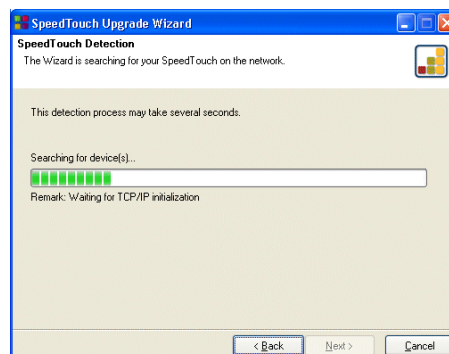 SpeedTouch Upgrade Wizard
SpeedTouch Detection
The Wizard is searching for your SpeedTouch on the network.
This detection process may take several seconds.
Searching for device(s)...
Remark: Waiting for TCP/IP initialization
< Back Next > Cancel